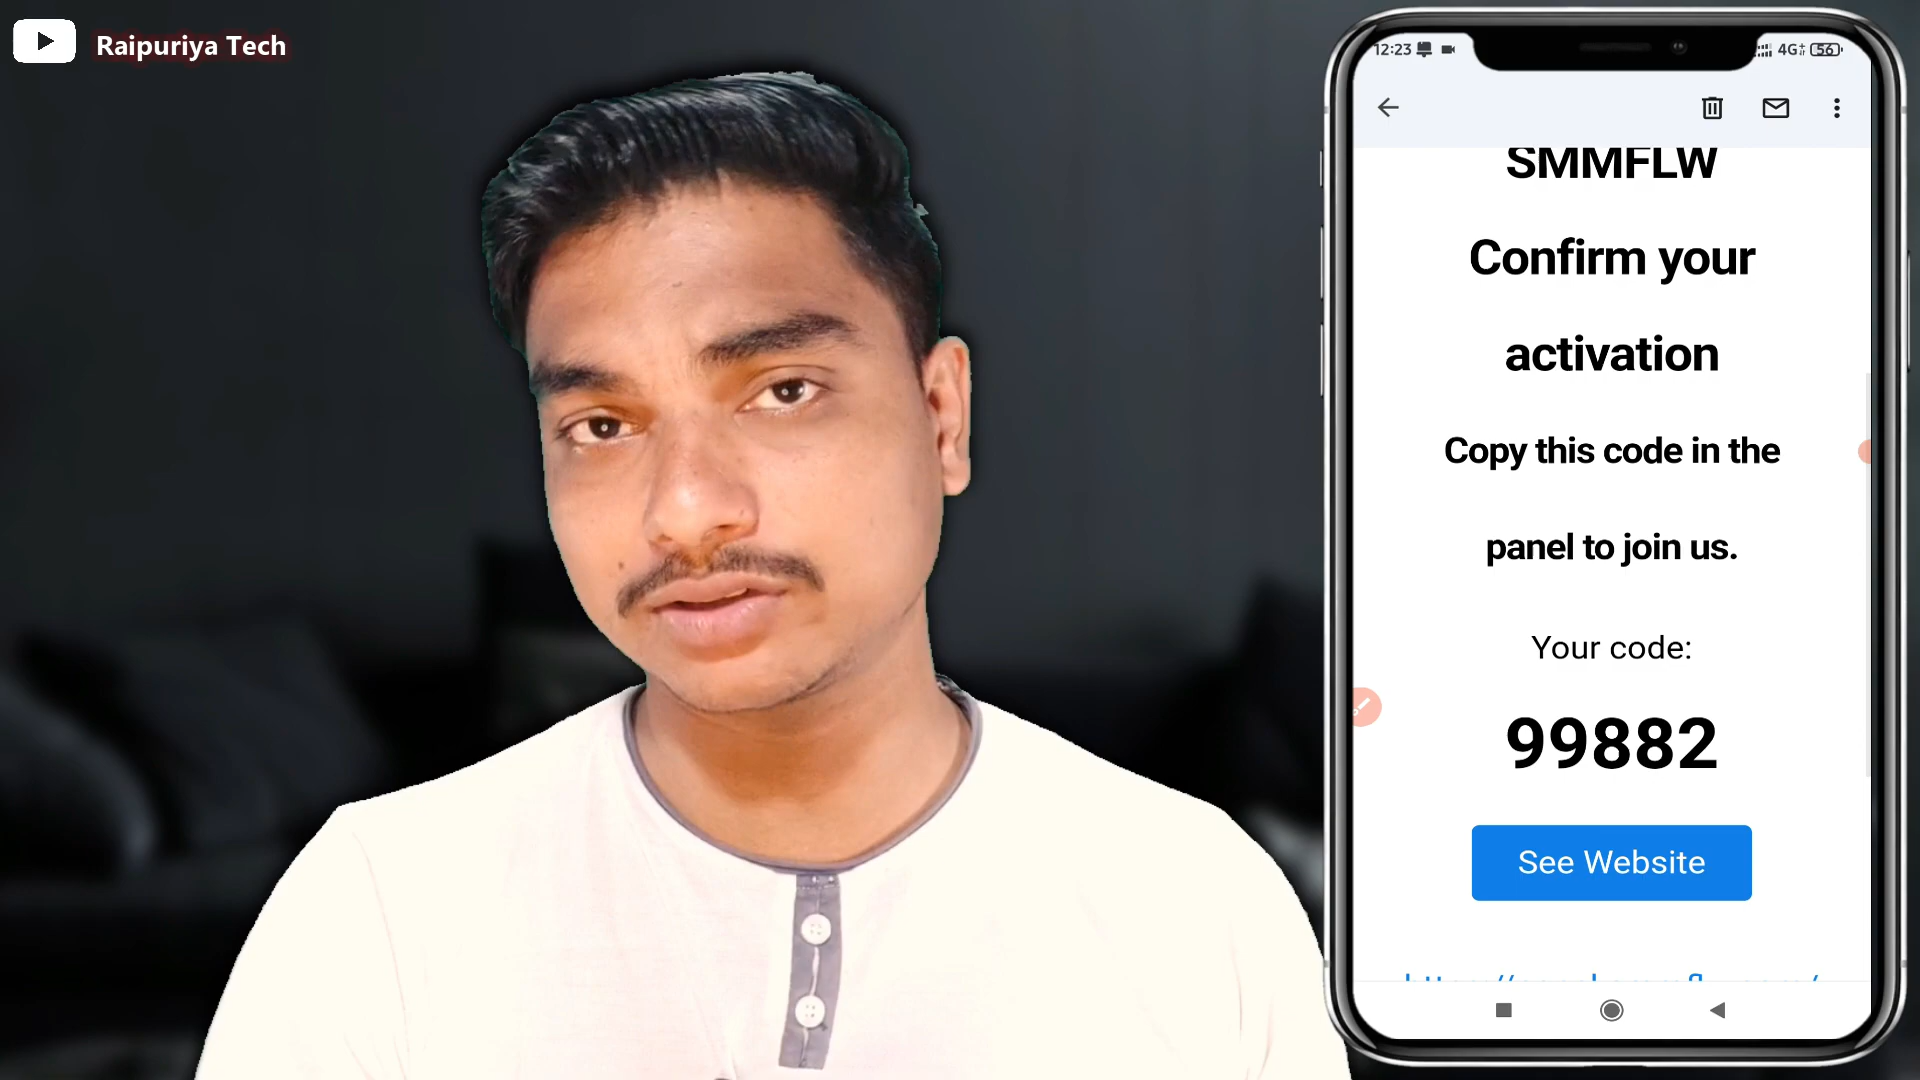 Raipuriya Tech
12:23
4G+
56
SMMFLW
Confirm your
activation
Copy this code in the
panel to join us.
Your code:
99882
See Website